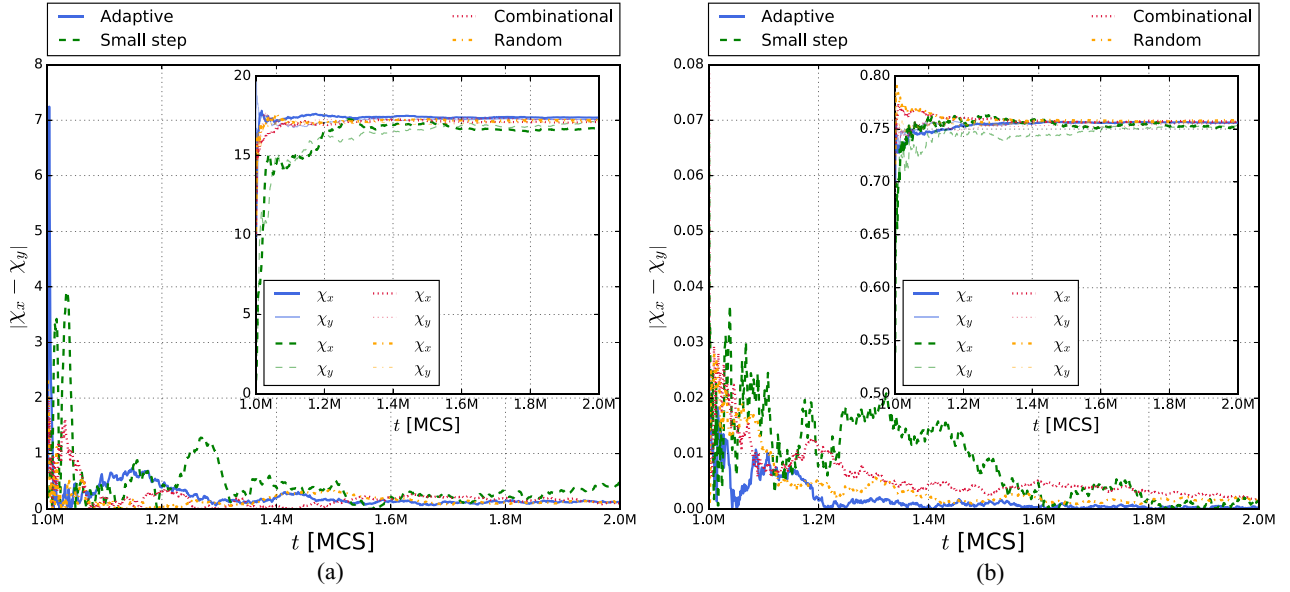 Adaptive Combinational
Small step Random
8
7
6
5
4
3
2
1
0
|χx − χy|
1.0M 1.2M 1.4M 1.6M 1.8M 2.0M
t [MCS]
20
15
10
5
0
χx χx
χy χy
χx χx
χy χy
1.0M 1.2M 1.4M 1.6M 1.8M 2.0M
t [MCS]
(a)
Adaptive Combinational
Small step Random
0.08
0.07
0.06
0.05
0.04
0.03
0.02
0.01
0.00
|χx − χy|
1.0M 1.2M 1.4M 1.6M 1.8M 2.0M
t [MCS]
0.80
0.75
0.70
0.65
0.60
0.55
0.50
χx χx
χy χy
χx χx
χy χy
1.0M 1.2M 1.4M 1.6M 1.8M 2.0M
t [MCS]
(b)